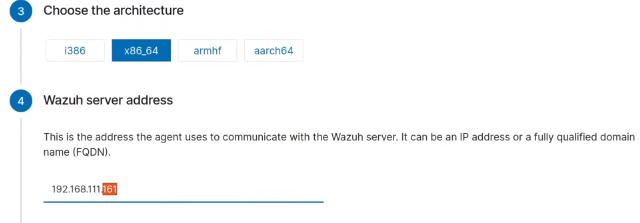 3 Choose the architecture
i386 x86_64 armhf aarch64
4 Wazuh server address
This is the address the agent uses to communicate with the Wazuh server. It can be an IP address or a fully qualified domain
name (FQDN).
192.168.111.161